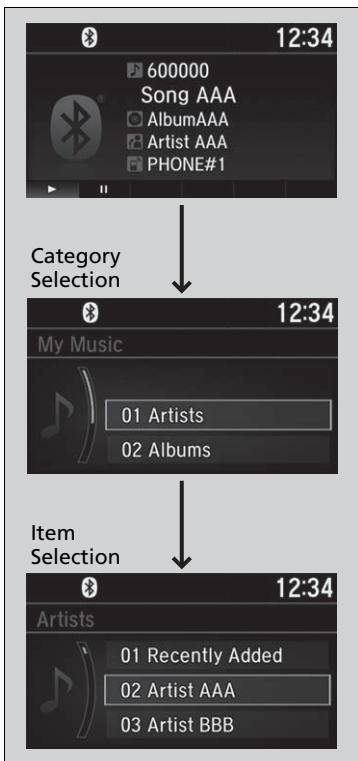 12:34
600000
Song AAA
AlbumAAA
Artist AAA
PHONE#1
Category
Selection
12:34
My Music
01 Artists
02 Albums
Item
Selection
12:34
Artists
01 Recently Added
02 Artist AAA
03 Artist BBB